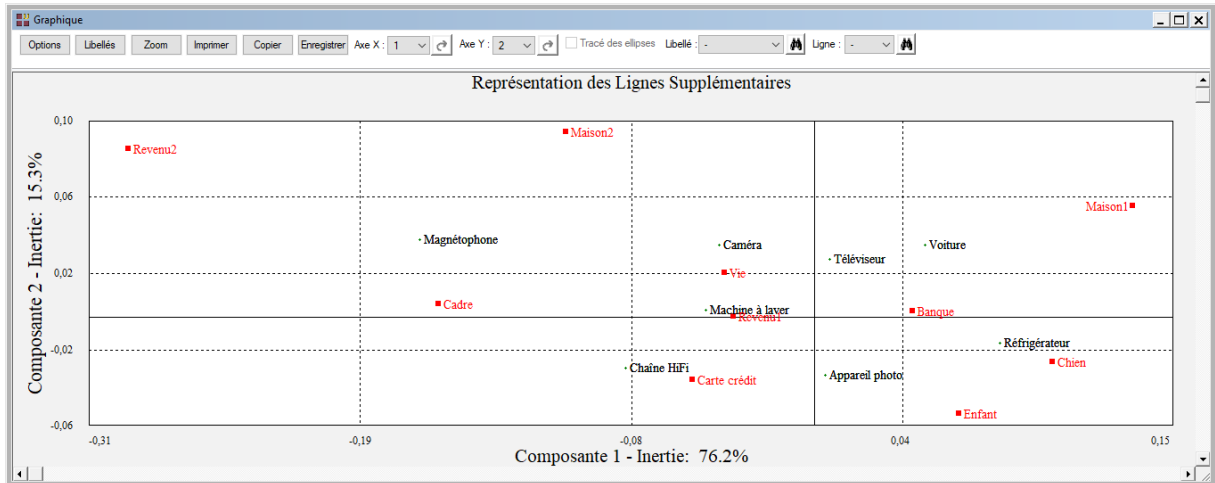 Graphique
Options Libellés Zoom Imprimer Copier Enregistrer Axe X : 1 Axe Y : 2 Tracé des ellipses Libellé : - Ligne : -
Représentation des Lignes Supplémentaires
0,10
Maison2
Revenu2
0,06
Maison1
Magnétophone
Caméra
Voiture
Téléviseur
0,02
Vie
Cadre
Machine à laver
Banque
Revenu1
Réfrigérateur
-0,02
Chien
Chaîne HiFi
Appareil photo
Carte crédit
Enfant
-0,06
-0,31 -0,19 -0,08 0,04 0,15
Composante 1 - Inertie: 76.2%
Composante 2 - Inertie: 15.3%